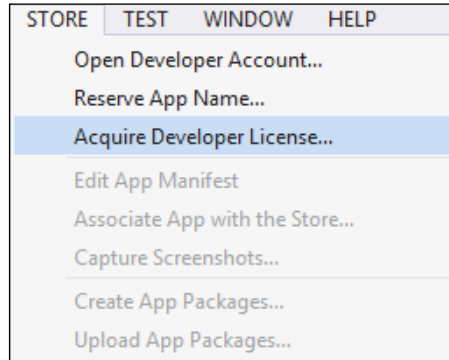 STORE TEST WINDOW HELP
Open Developer Account...
Reserve App Name...
Acquire Developer License...
Edit App Manifest
Associate App with the Store...
Capture Screenshots...
Create App Packages...
Upload App Packages...